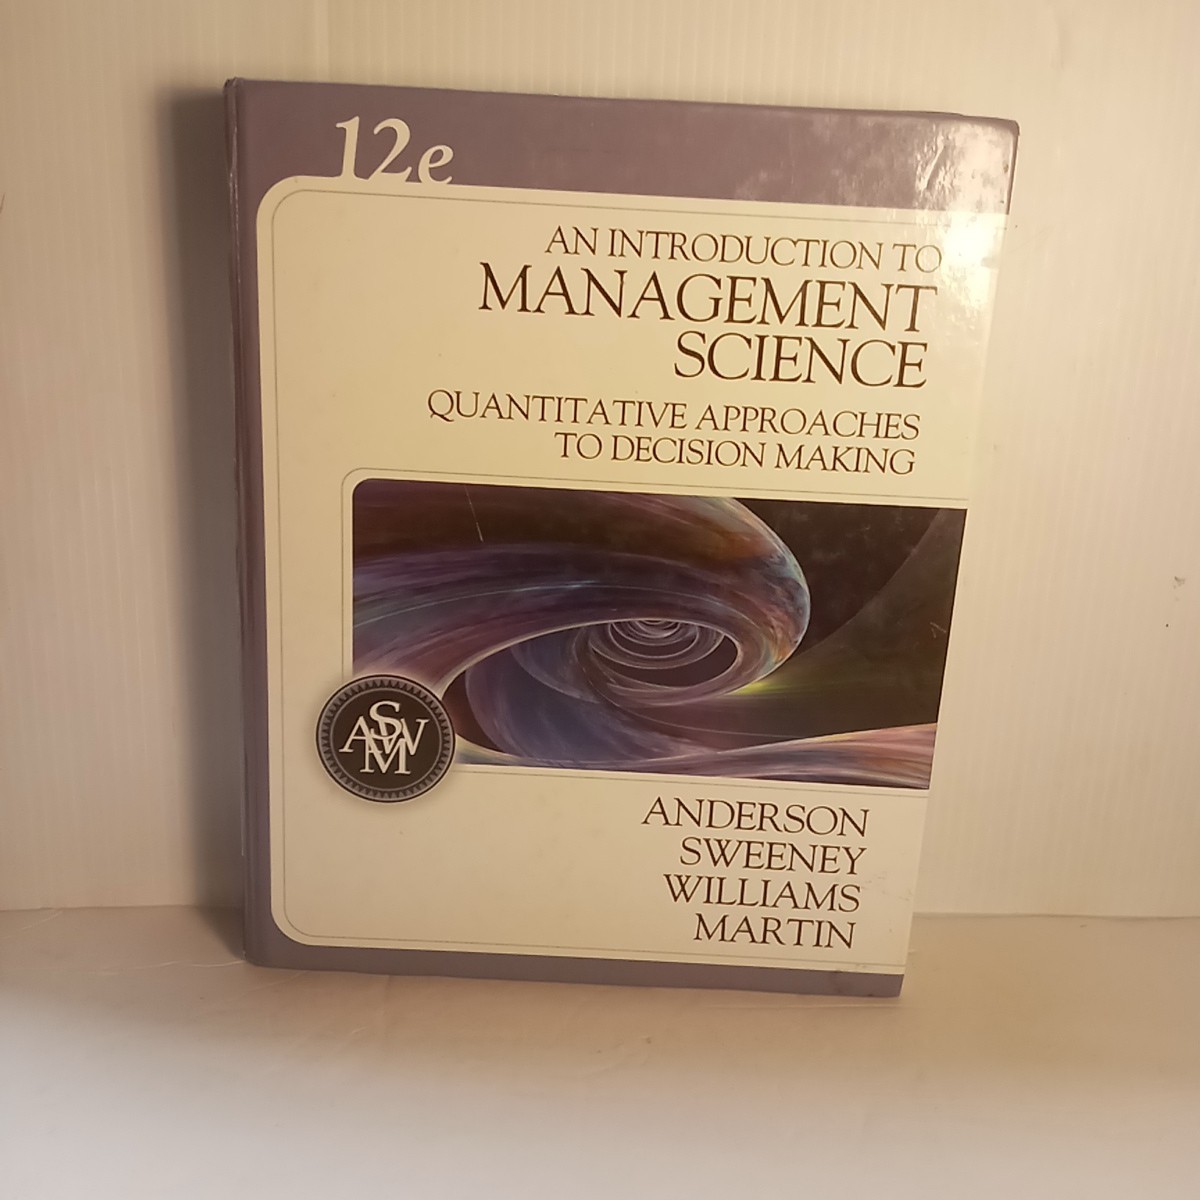 12e
AN INTRODUCTION TO
MANAGEMENT
SCIENCE
QUANTITATIVE APPROACHES
TO DECISION MAKING
ASWM
ANDERSON
SWEENEY
WILLIAMS
MARTIN